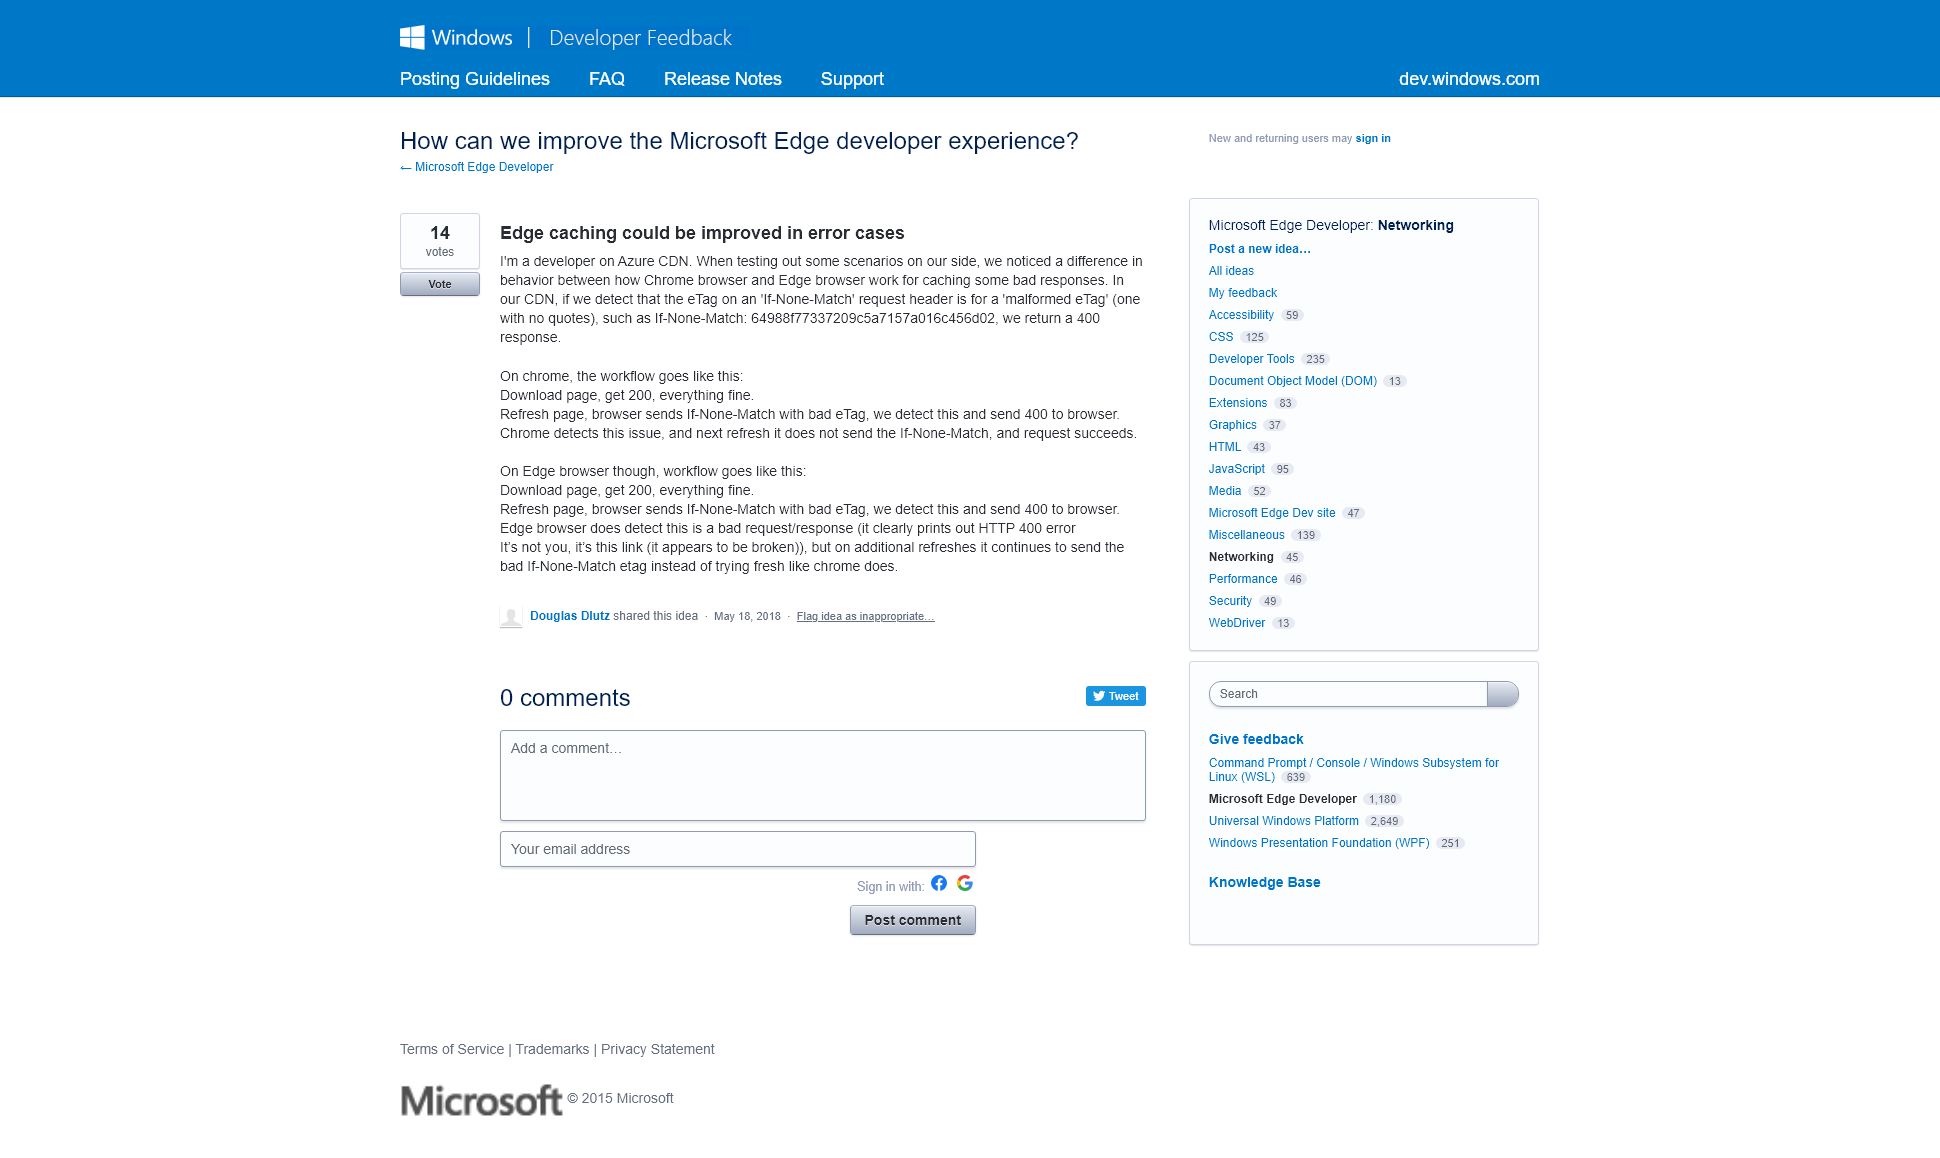 Windows | Developer Feedback
Posting Guidelines FAQ Release Notes Support dev.windows.com
How can we improve the Microsoft Edge developer experience?
← Microsoft Edge Developer
New and returning users may sign in
14
votes
Vote
Edge caching could be improved in error cases
I'm a developer on Azure CDN. When testing out some scenarios on our side, we noticed a difference in
behavior between how Chrome browser and Edge browser work for caching some bad responses. In
our CDN, if we detect that the eTag on an 'If-None-Match' request header is for a 'malformed eTag' (one
with no quotes), such as If-None-Match: 64988f77337209c5a7157a016c456d02, we return a 400
response.
On chrome, the workflow goes like this:
Download page, get 200, everything fine.
Refresh page, browser sends If-None-Match with bad eTag, we detect this and send 400 to browser.
Chrome detects this issue, and next refresh it does not send the If-None-Match, and request succeeds.
On Edge browser though, workflow goes like this:
Download page, get 200, everything fine.
Refresh page, browser sends If-None-Match with bad eTag, we detect this and send 400 to browser.
Edge browser does detect this is a bad request/response (it clearly prints out HTTP 400 error
It's not you, it's this link (it appears to be broken)), but on additional refreshes it continues to send the
bad If-None-Match etag instead of trying fresh like chrome does.
Douglas Dlutz shared this idea · May 18, 2018 · Flag idea as inappropriate…
0 comments
Tweet
Add a comment…
Your email address
Sign in with:
Post comment
Microsoft Edge Developer: Networking
Post a new idea…
All ideas
My feedback
Accessibility 59
CSS 125
Developer Tools 235
Document Object Model (DOM) 13
Extensions 83
Graphics 37
HTML 43
JavaScript 95
Media 52
Microsoft Edge Dev site 47
Miscellaneous 139
Networking 45
Performance 46
Security 49
WebDriver 13
Search
Give feedback
Command Prompt / Console / Windows Subsystem for
Linux (WSL) 639
Microsoft Edge Developer 1,180
Universal Windows Platform 2,649
Windows Presentation Foundation (WPF) 251
Knowledge Base
Terms of Service | Trademarks | Privacy Statement
Microsoft © 2015 Microsoft